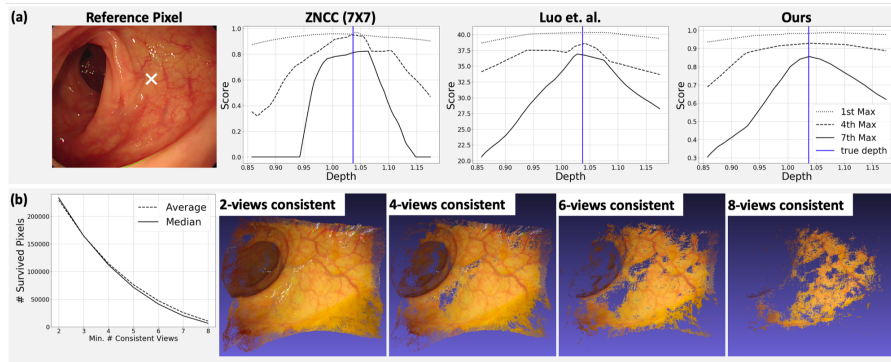 (a)
Reference Pixel
ZNCC (7X7)
Luo et. al.
Ours
Score
1.0
0.8
0.6
0.4
0.2
0.0
0.85
0.90
0.95
1.00
1.05
1.10
1.15
Depth
Score
40.0
37.5
35.0
32.5
30.0
27.5
25.0
22.5
20.0
0.85
0.90
0.95
1.00
1.05
1.10
1.15
Depth
Score
1.0
0.9
0.8
0.7
0.6
0.5
0.4
0.3
0.85
0.90
0.95
1.00
1.05
1.10
1.15
Depth
1st Max
4th Max
7th Max
true depth
(b)
# Survived Pixels
200000
150000
100000
50000
0
2
3
4
5
6
7
8
Min. # Consistent Views
Average
Median
2-views consistent
4-views consistent
6-views consistent
8-views consistent